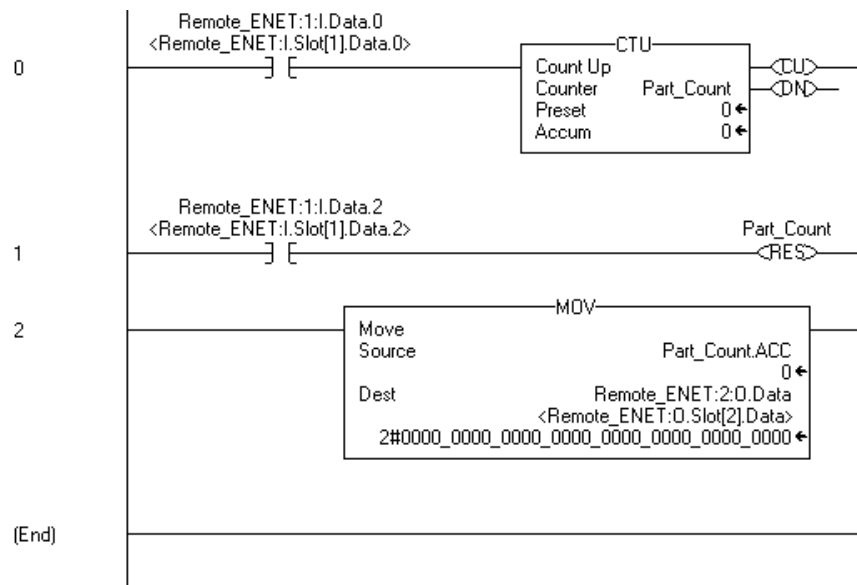 Remote_ENET:1:I.Data.0
<Remote_ENET:I.Slot[1].Data.0>
0
CTU
Count Up
Counter Part_Count
Preset 0
Accum 0
CU
DN
Remote_ENET:1:I.Data.2
<Remote_ENET:I.Slot[1].Data.2>
Part_Count
1
RES
MOV
2
Move
Source Part_Count.ACC
0
Dest Remote_ENET:2:O.Data
<Remote_ENET:O.Slot[2].Data>
2#0000_0000_0000_0000_0000_0000_0000_0000
(End)